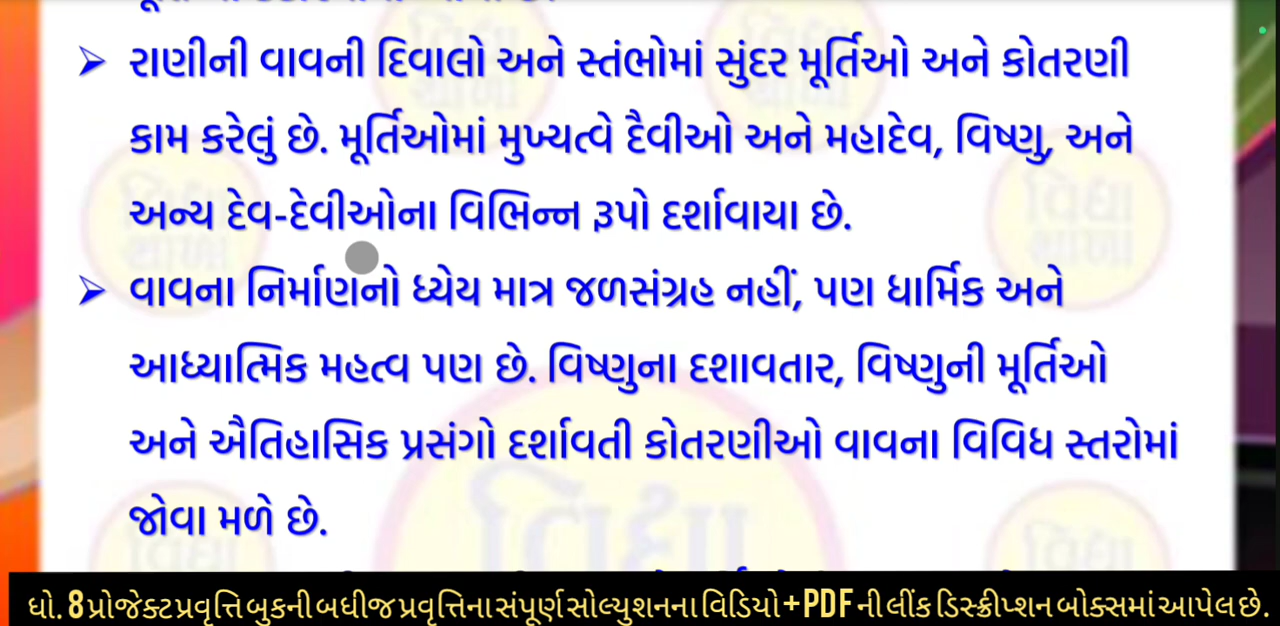 ➢ રાણીની વાવની દિવાલો અને સ્તંભોમાં સુંદર મૂર્તિઓ અને કોતરણી
કામ કરેલું છે. મૂર્તિઓમાં મુખ્યત્વે દૈવીઓ અને મહાદેવ, વિષ્ણુ, અને
અન્ય દેવ-દેવીઓના વિભિન્ન રૂપો દર્શાવાયા છે.
➢ વાવના નિર્માણનો ધ્યેય માત્ર જળસંગ્રહ નહીં, પણ ધાર્મિક અને
આધ્યાત્મિક મહત્વ પણ છે. વિષ્ણુના દશાવતાર, વિષ્ણુની મૂર્તિઓ
અને ઐતિહાસિક પ્રસંગો દર્શાવતી કોતરણીઓ વાવના વિવિધ સ્તરોમાં
જોવા મળે છે.
ધો. 8 પ્રોજેક્ટ પ્રવૃત્તિ બુકની બધીજ પ્રવૃત્તિના સંપૂર્ણ સોલ્યુશનના વિડિયો + PDF ની લીંક ડિસ્ક્રીપ્શન બોક્સમાં આપેલ છે.